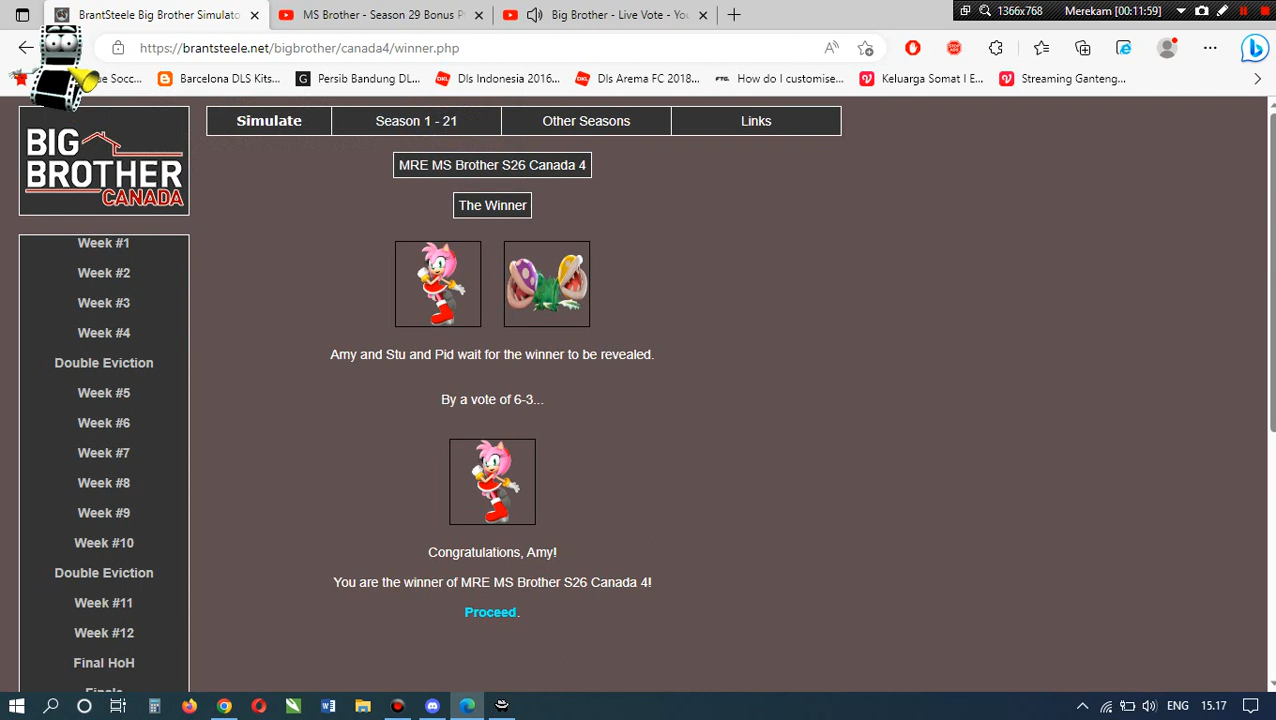 BrantSteele Big Brother Simulato
MS Brother - Season 29 Bonus P
Big Brother - Live Vote - You
1366x768
Merekam [00:11:59]
https://brantsteele.net/bigbrother/canada4/winner.php
se Socc...
Barcelona DLS Kits...
Persib Bandung DL...
Dls Indonesia 2016...
Dls Arema FC 2018...
How do I customise...
Keluarga Somat I E...
Streaming Ganteng...
BIG
BROTHER
CANADA
Simulate
Season 1 - 21
Other Seasons
Links
MRE MS Brother S26 Canada 4
The Winner
Week #1
Week #2
Week #3
Week #4
Double Eviction
Week #5
Week #6
Week #7
Week #8
Week #9
Week #10
Double Eviction
Week #11
Week #12
Final HoH
Finale
Amy and Stu and Pid wait for the winner to be revealed.
By a vote of 6-3...
Congratulations, Amy!
You are the winner of MRE MS Brother S26 Canada 4!
Proceed.
ENG
15.17